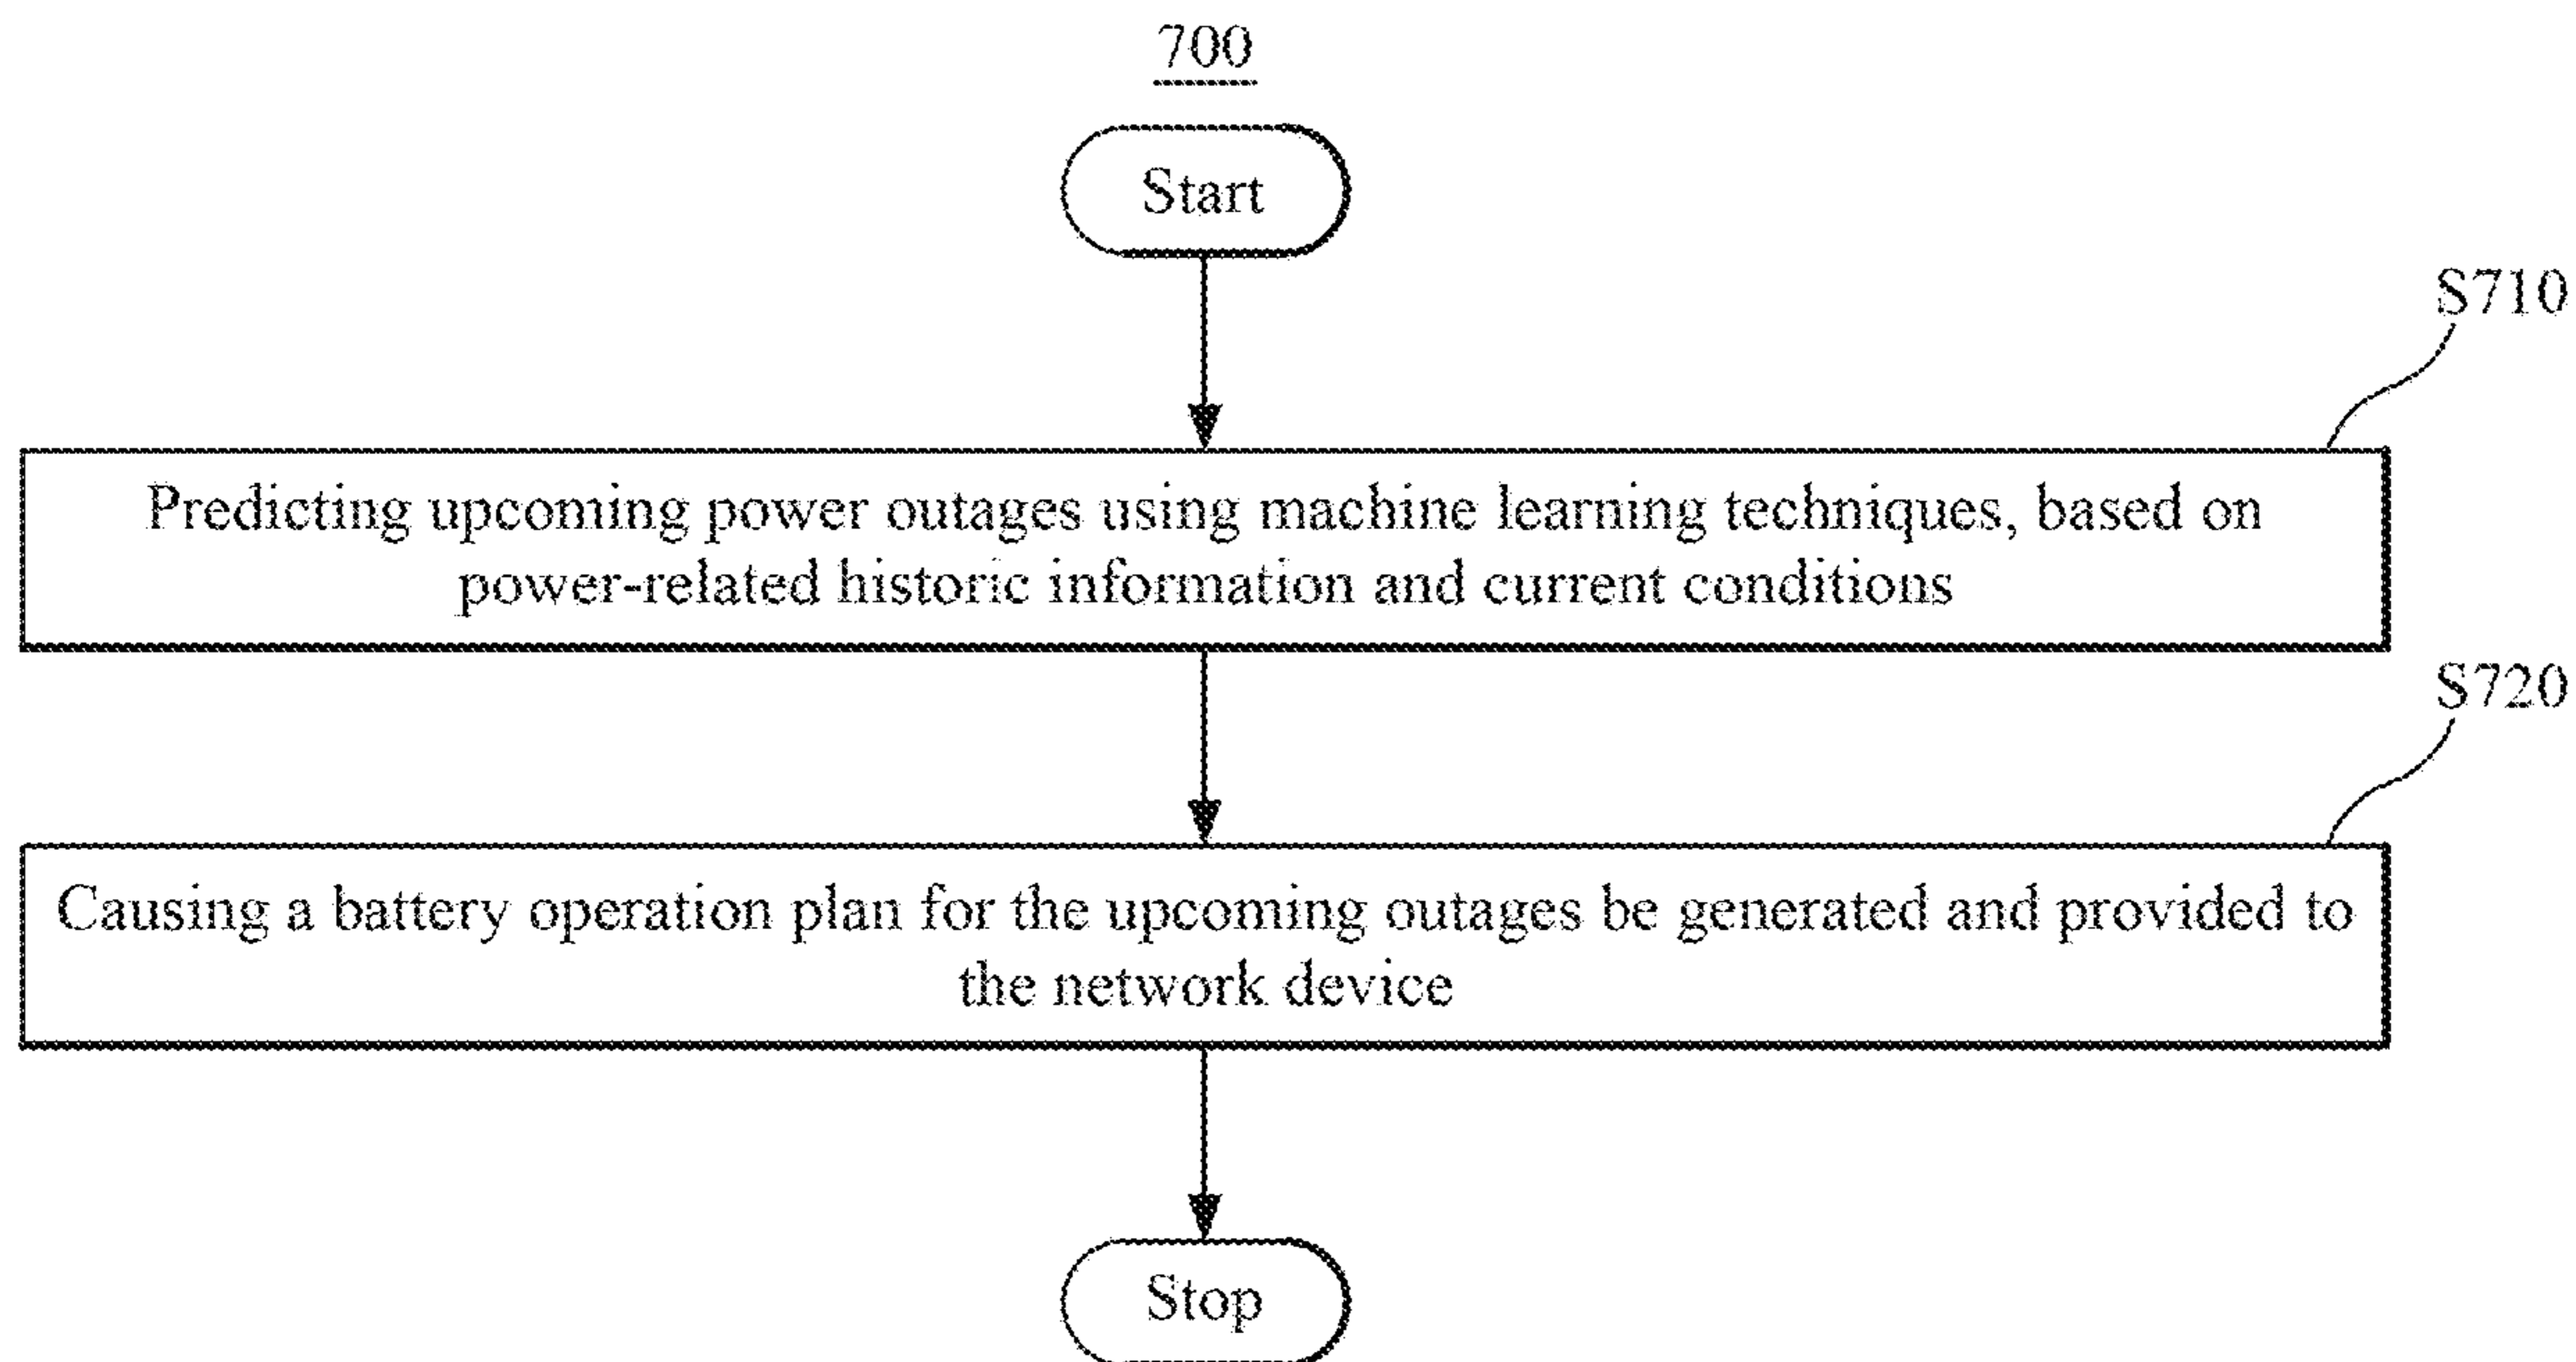 700
Start
S710
Predicting upcoming power outages using machine learning techniques, based on
power-related historic information and current conditions
S720
Causing a battery operation plan for the upcoming outages be generated and provided to
the network device
Stop